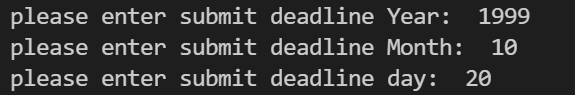 please enter submit deadline Year:  1999
please enter submit deadline Month:  10
please enter submit deadline day:  20